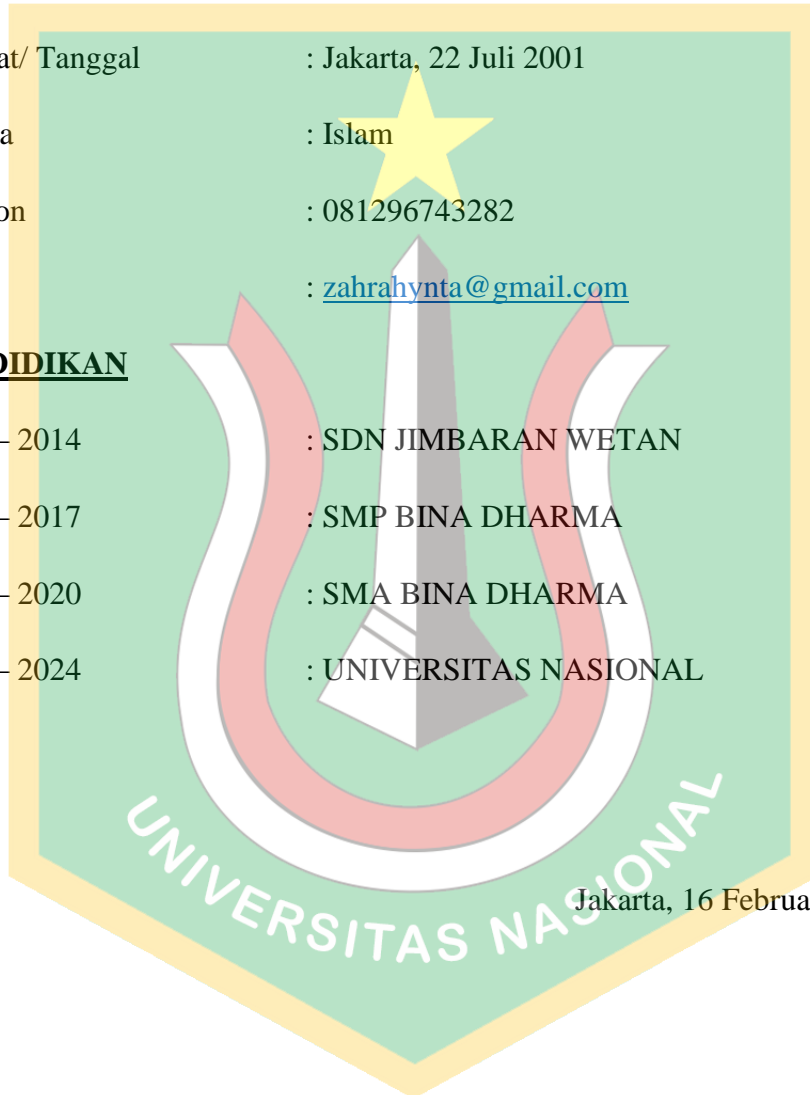 at/ Tanggal : Jakarta, 22 Juli 2001
a : Islam
on : 081296743282
: zahrahynta@gmail.com
DIDIKAN
– 2014 : SDN JIMBARAN WETAN
– 2017 : SMP BINA DHARMA
– 2020 : SMA BINA DHARMA
– 2024 : UNIVERSITAS NASIONAL
Jakarta, 16 Februa
UNIVERSITAS NASIONAL